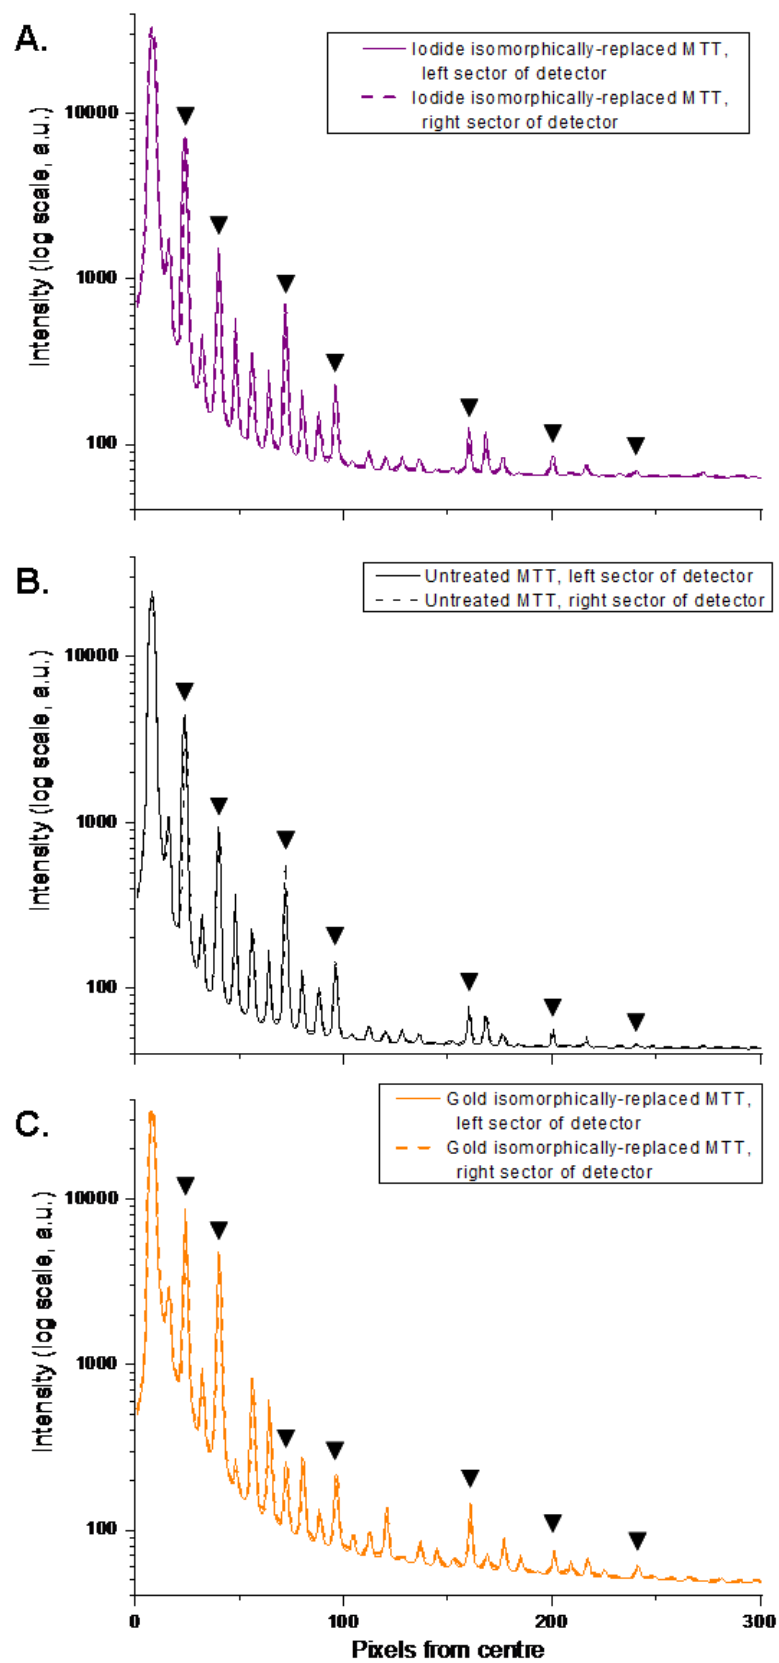 A.
Iodide isomorphically-replaced MTT,
left sector of detector
Iodide isomorphically-replaced MTT,
right sector of detector
Intensity (log scale, a.u.)
10000
1000
100
B.
Untreated MTT, left sector of detector
Untreated MTT, right sector of detector
Intensity (log scale, a.u.)
10000
1000
100
C.
Gold isomorphically-replaced MTT,
left sector of detector
Gold isomorphically-replaced MTT,
right sector of detector
Intensity (log scale, a.u.)
10000
1000
100
0 100 200 300
Pixels from centre